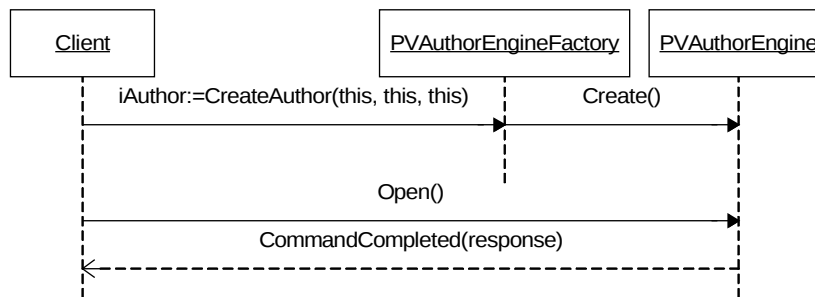 Client
PVAuthorEngineFactory
PVAuthorEngine
iAuthor:=CreateAuthor(this, this, this)
Create()
Open()
CommandCompleted(response)